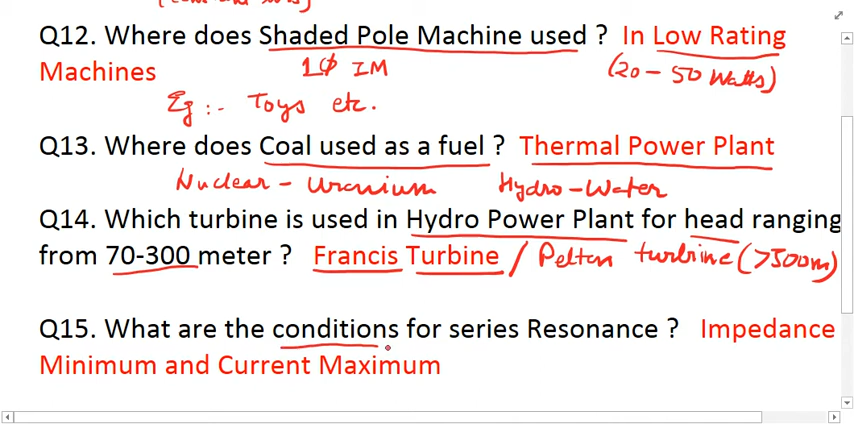 Q12. Where does Shaded Pole Machine used ? In Low Rating
Machines 1ϕ IM (20 - 50 Watts)
Eg :- Toys etc.
Q13. Where does Coal used as a fuel ? Thermal Power Plant
Nuclear - Uranium Hydro - Water
Q14. Which turbine is used in Hydro Power Plant for head ranging
from 70-300 meter ? Francis Turbine / Pelton turbine (>300m)
Q15. What are the conditions for series Resonance ? Impedance
Minimum and Current Maximum